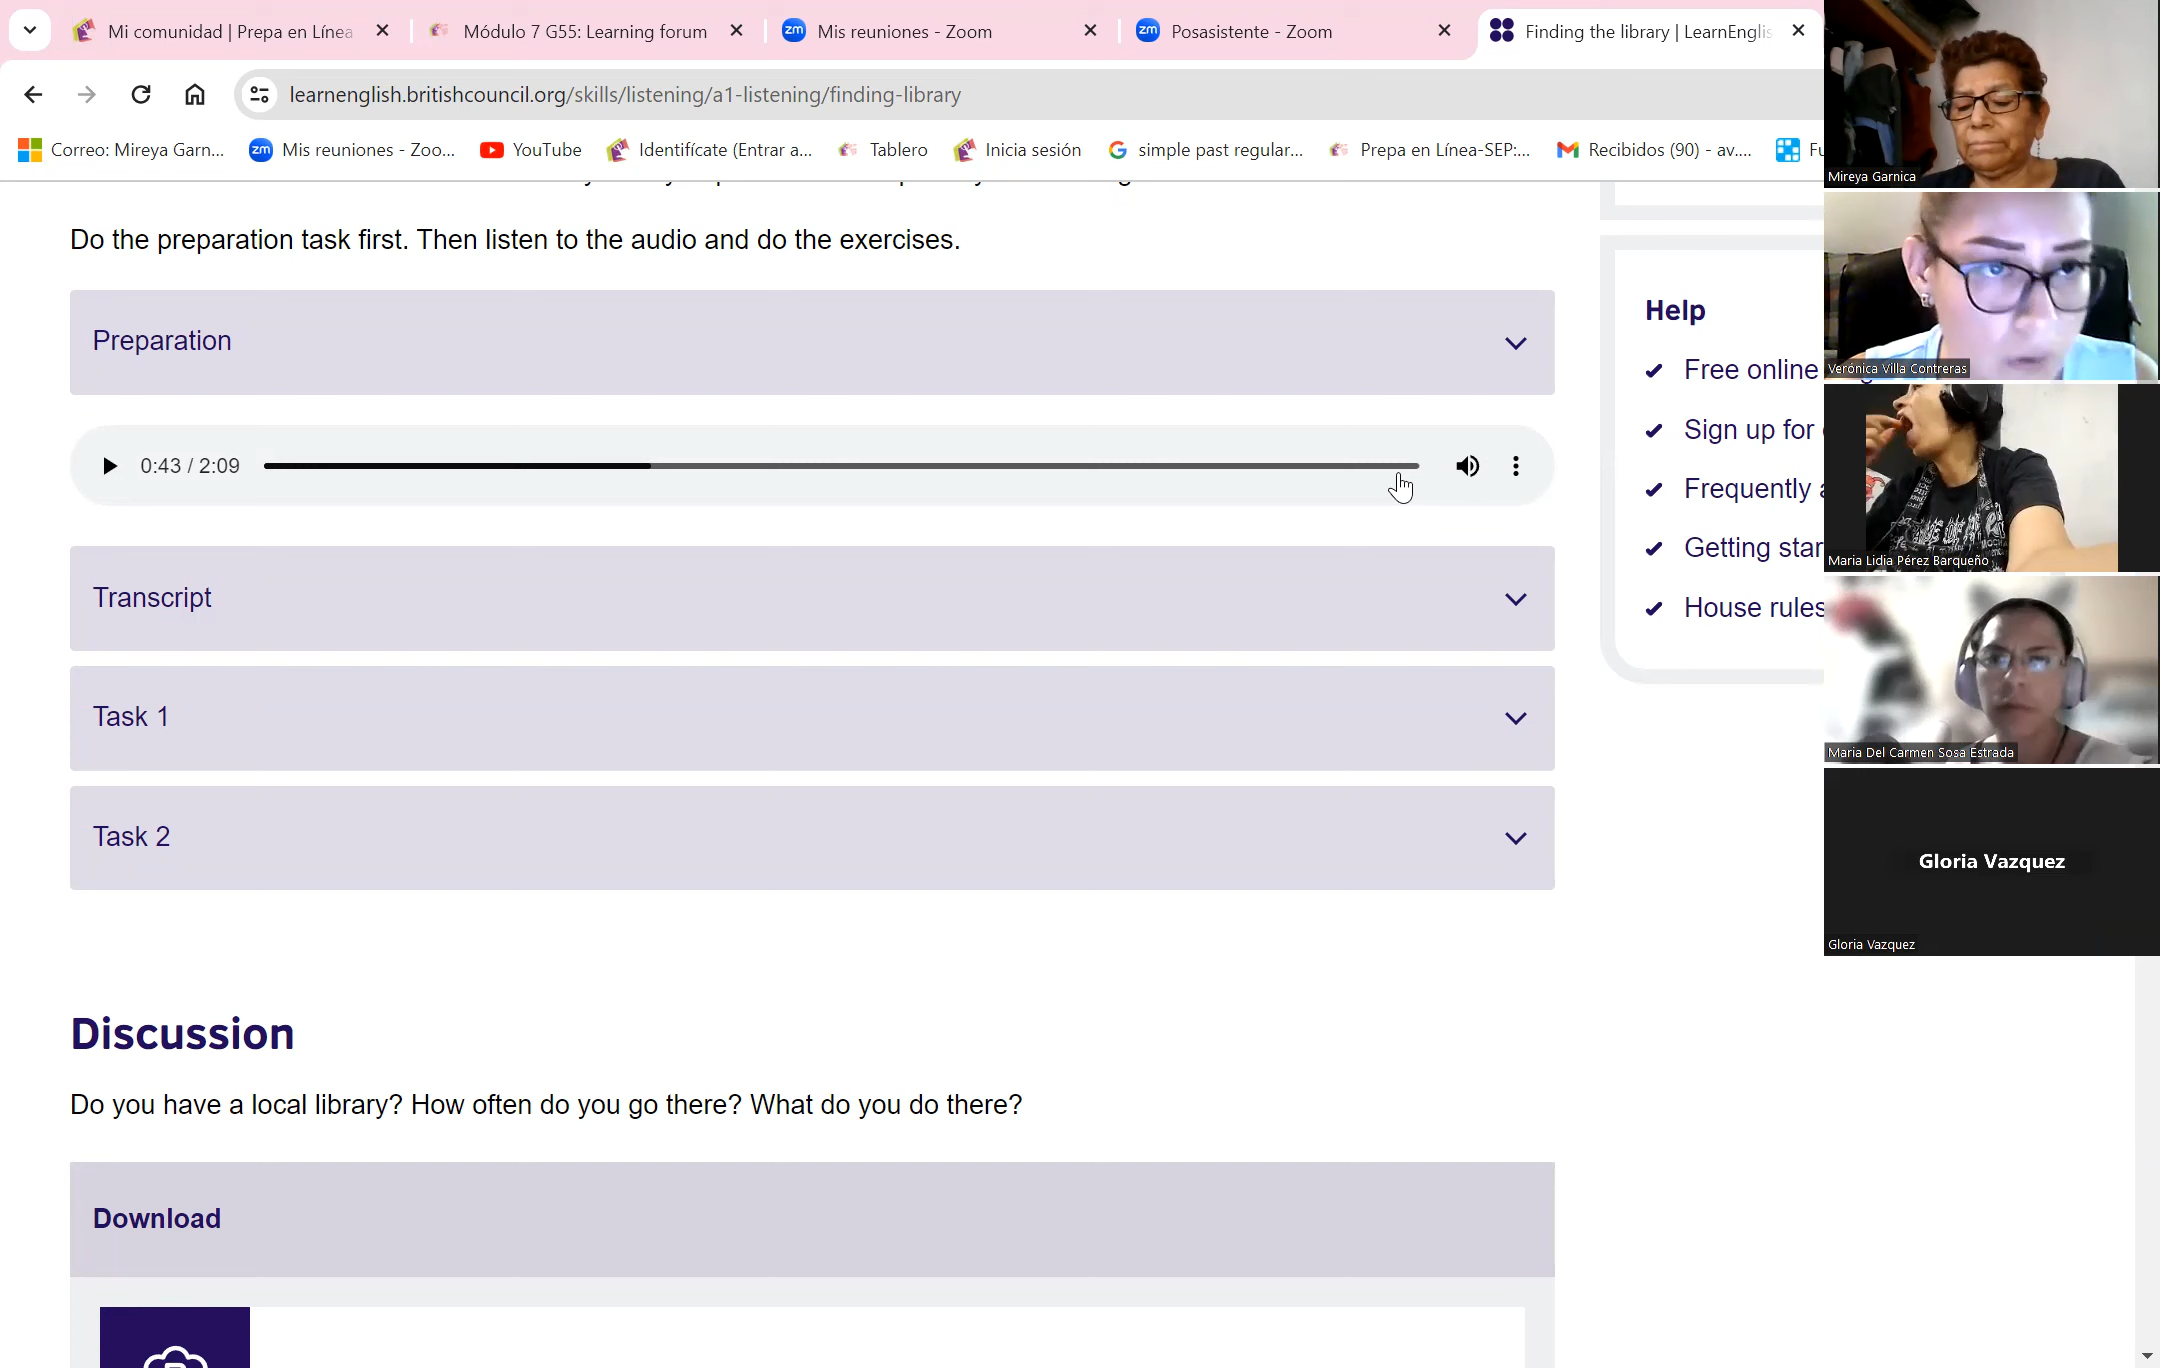 Mi comunidad | Prepa en Línea
Módulo 7 G55: Learning forum
zm Mis reuniones - Zoom
zm Posasistente - Zoom
Finding the library | LearnEnglis
learnenglish.britishcouncil.org/skills/listening/a1-listening/finding-library
Correo: Mireya Garn...
zm Mis reuniones - Zoo...
YouTube
Identifícate (Entrar a...
Tablero
Inicia sesión
simple past regular...
Prepa en Línea-SEP:...
Recibidos (90) - av....
Do the preparation task first. Then listen to the audio and do the exercises.
Preparation
0:43 / 2:09
Transcript
Task 1
Task 2
Discussion
Do you have a local library? How often do you go there? What do you do there?
Download
Help
Free online
Sign up for
Frequently
Getting star
House rules
Mireya Garnica
Verónica Villa Contreras
Maria Lidia Pérez Barqueño
Maria Del Carmen Sosa Estrada
Gloria Vazquez
Gloria Vazquez